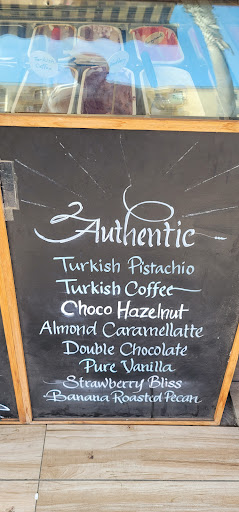 Authentic
Turkish Pistachio
Turkish Coffee
Choco Hazelnut
Almond Caramellatte
Double Chocolate
Pure Vanilla
Strawberry Bliss
Banana Roasted Pecan